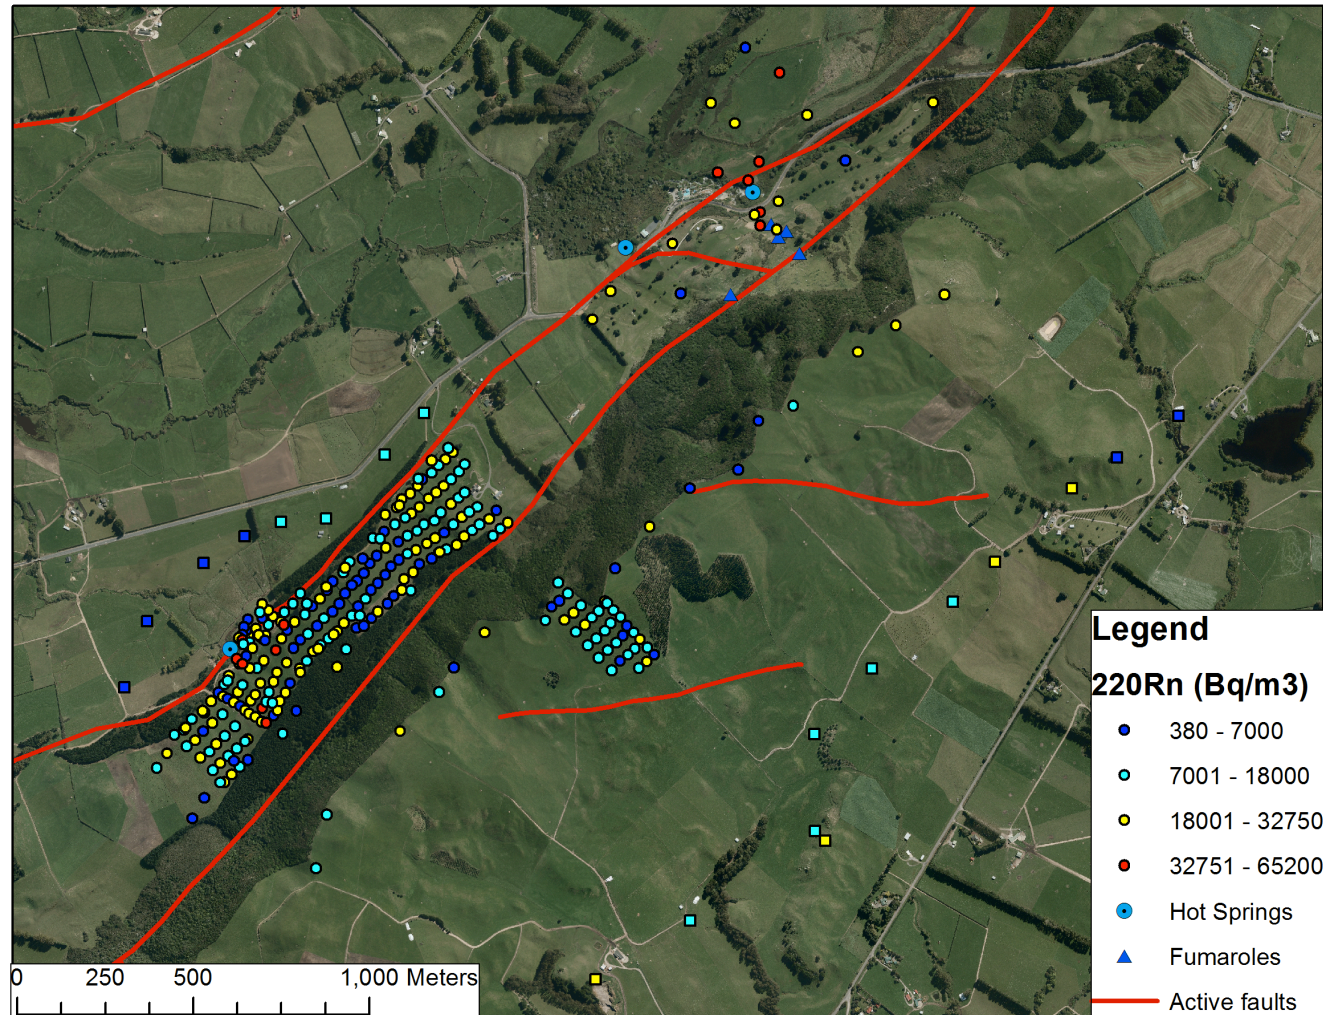 Legend
220Rn (Bq/m3)
380 - 7000
7001 - 18000
18001 - 32750
32751 - 65200
Hot Springs
Fumaroles
Active faults
0 250 500 1,000 Meters